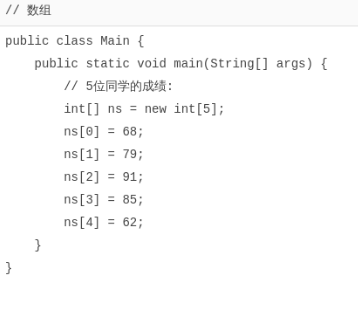 // 数组
public class Main {
    public static void main(String[] args) {
        // 5位同学的成绩:
        int[] ns = new int[5];
        ns[0] = 68;
        ns[1] = 79;
        ns[2] = 91;
        ns[3] = 85;
        ns[4] = 62;
    }
}